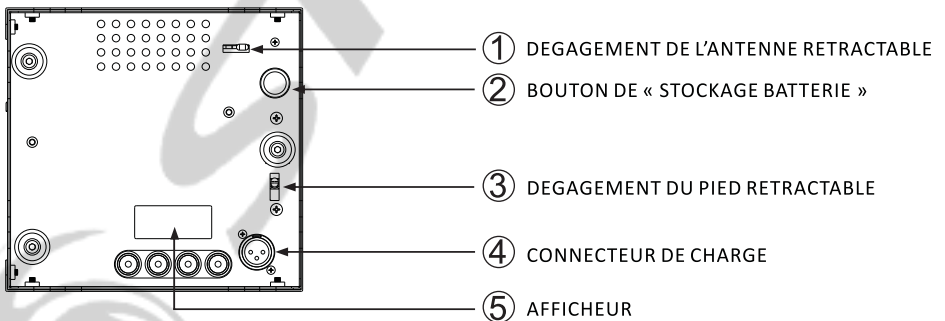 ① DEGAGEMENT DE L'ANTENNE RETRACTABLE
② BOUTON DE « STOCKAGE BATTERIE »
③ DEGAGEMENT DU PIED RETRACTABLE
④ CONNECTEUR DE CHARGE
⑤ AFFICHEUR